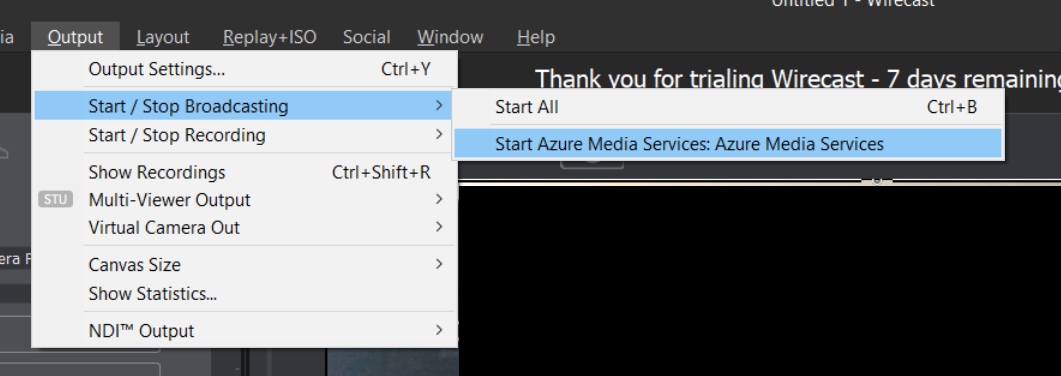 Untitled 1 - Wirecast
ia Output Layout Replay+ISO Social Window Help
Thank you for trialing Wirecast - 7 days remaining
Output Settings... Ctrl+Y
Start / Stop Broadcasting
Start All Ctrl+B
Start / Stop Recording
Start Azure Media Services: Azure Media Services
Show Recordings Ctrl+Shift+R
STU Multi-Viewer Output
Virtual Camera Out
era F
Canvas Size
Show Statistics...
NDI™ Output